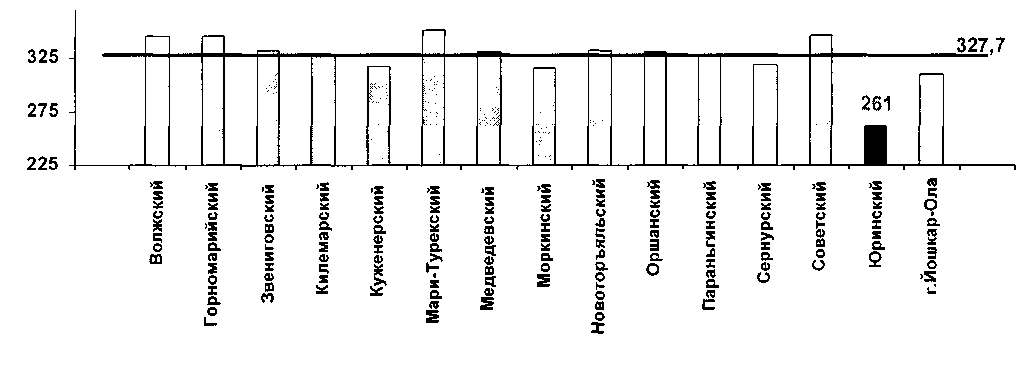 325
327,7
275
261
225
Волжский
Горномарийский
Звениговский
Килемарский
Куженерский
Мари-Турекский
Медведевский
Моркинский
Новоторъяльский
Оршанский
Параньгинский
Сернурский
Советский
Юринский
г.Йошкар-Ола